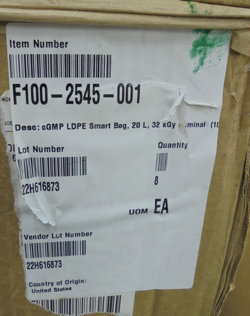 Item Number
F100-2545-001
Desc: cGMP LDPE Smart Bag, 20 L, 32 kGy
Lot Number
Quantity
22H616873
8
UOM EA
Vendor Lot Number
22H616873
Country of Origin:
United States